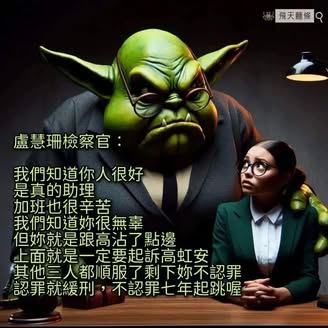 飛天麵條
盧慧珊檢察官：
我們知道你人很好
是真的助理
加班也很辛苦
我們知道妳很無辜
但妳就是跟高沾了點邊
上面就是一定要起訴高虹安
其他三人都順服了剩下妳不認罪
認罪就緩刑，不認罪七年起跳喔